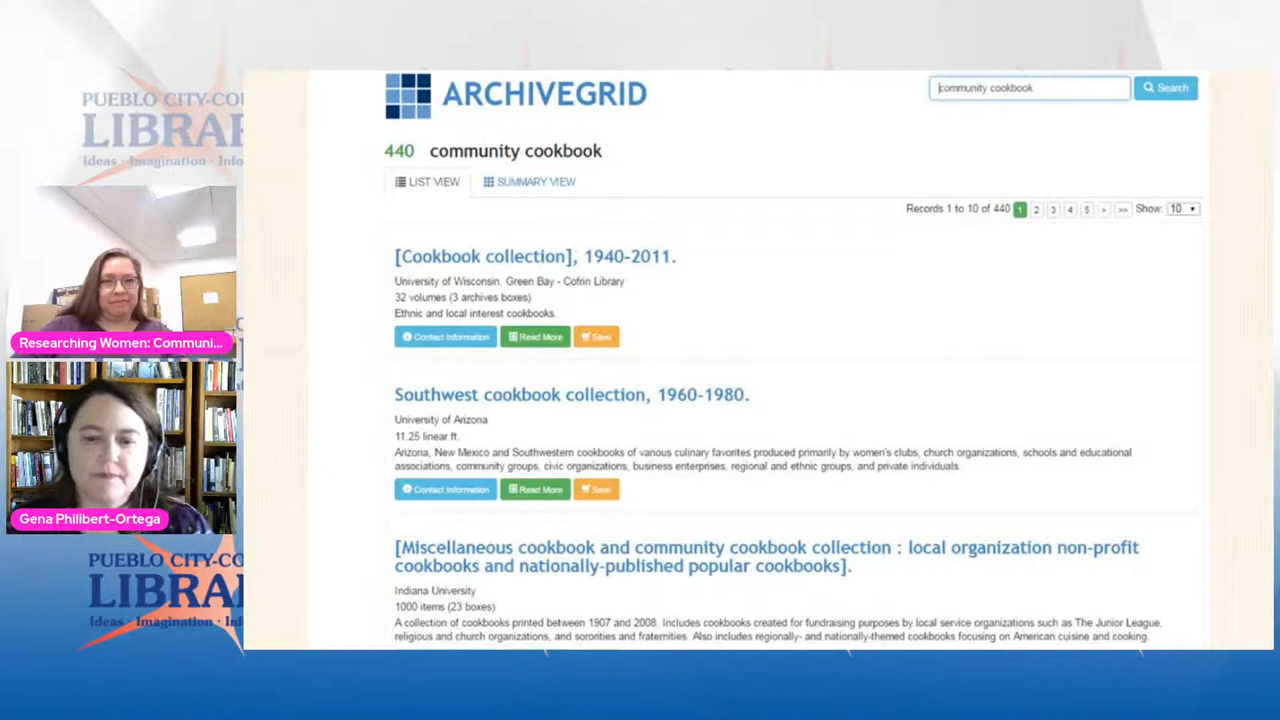 PUEBLO CITY-COU
LIBRAR
Ideas · Imagination · Info
Researching Women: Communi...
Gena Philibert-Ortega
PUEBLO CITY-C
LIBRA
Ideas · Imagination · Inf
ARCHIVEGRID
community cookbook
Search
440 community cookbook
LIST VIEW
SUMMARY VIEW
Records 1 to 10 of 440 1 2 3 4 5 > >> Show: 10
[Cookbook collection], 1940-2011.
University of Wisconsin, Green Bay - Cofrin Library
32 volumes (3 archives boxes)
Ethnic and local interest cookbooks.
Contact Information Read More Save
Southwest cookbook collection, 1960-1980.
University of Arizona
11.25 linear ft.
Arizona, New Mexico and Southwestern cookbooks of various culinary favorites produced primarily by women's clubs, church organizations, schools and educational
associations, community groups, civic organizations, business enterprises, regional and ethnic groups, and private individuals.
Contact Information Read More Save
[Miscellaneous cookbook and community cookbook collection : local organization non-profit
cookbooks and nationally-published popular cookbooks].
Indiana University
1000 items (23 boxes)
A collection of cookbooks printed between 1907 and 2008. Includes cookbooks created for fundraising purposes by local service organizations such as The Junior League,
religious and church organizations, and sororities and fraternities. Also includes regionally- and nationally-themed cookbooks focusing on American cuisine and cooking.